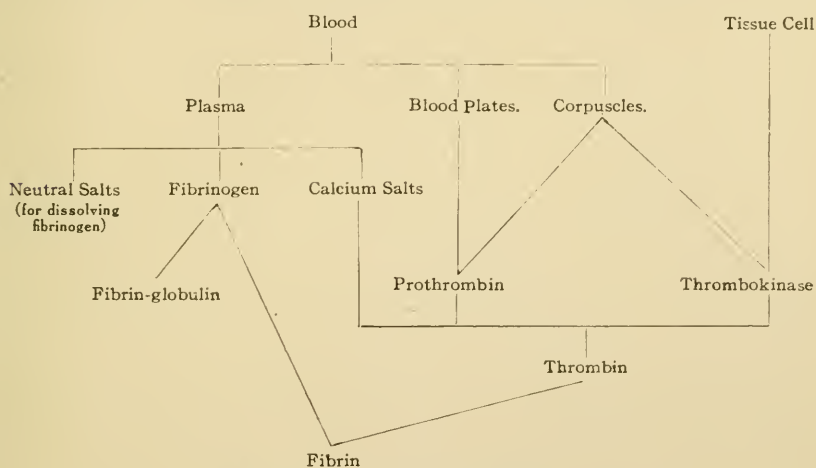 Blood
Tissue Cell
Plasma
Blood Plates.
Corpuscles.
Neutral Salts
(for dissolving
fibrinogen)
Fibrinogen
Calcium Salts
Fibrin-globulin
Prothrombin
Thrombokinase
Thrombin
Fibrin